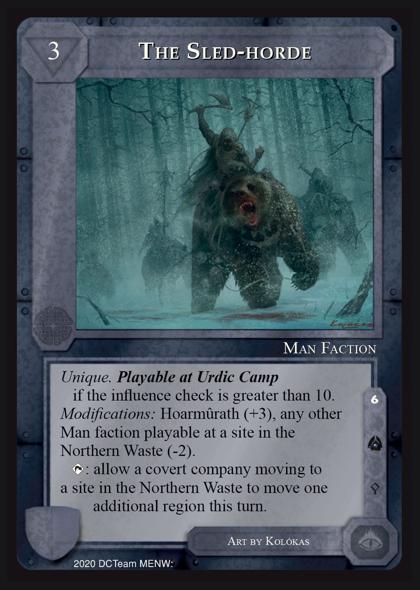 3
THE SLED-HORDE
MAN FACTION
Unique. Playable at Urdic Camp
if the influence check is greater than 10.
Modifications: Hoarmûrath (+3), any other
Man faction playable at a site in the
Northern Waste (-2).
: allow a covert company moving to
a site in the Northern Waste to move one
additional region this turn.
6
ART BY KOLOKAS
2020 DCTeam MENW: